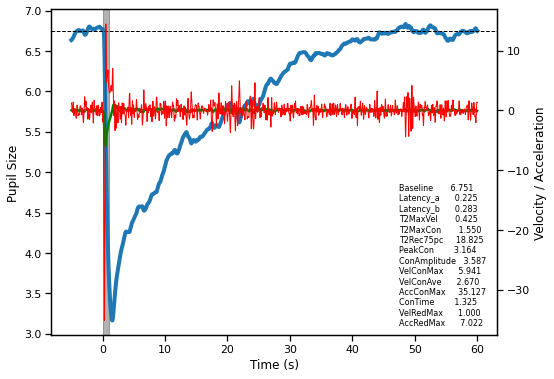 7.0
6.5
6.0
5.5
5.0
4.5
4.0
3.5
3.0
Pupil Size
10
0
−10
−20
−30
Velocity / Acceleration
Baseline 6.751
Latency_a 0.225
Latency_b 0.283
T2MaxVel 0.425
T2MaxCon 1.550
T2Rec75pc 18.825
PeakCon 3.164
ConAmplitude 3.587
VelConMax 5.941
VelConAve 2.670
AccConMax 35.127
ConTime 1.325
VelRedMax 1.000
AccRedMax 7.022
0 10 20 30 40 50 60
Time (s)